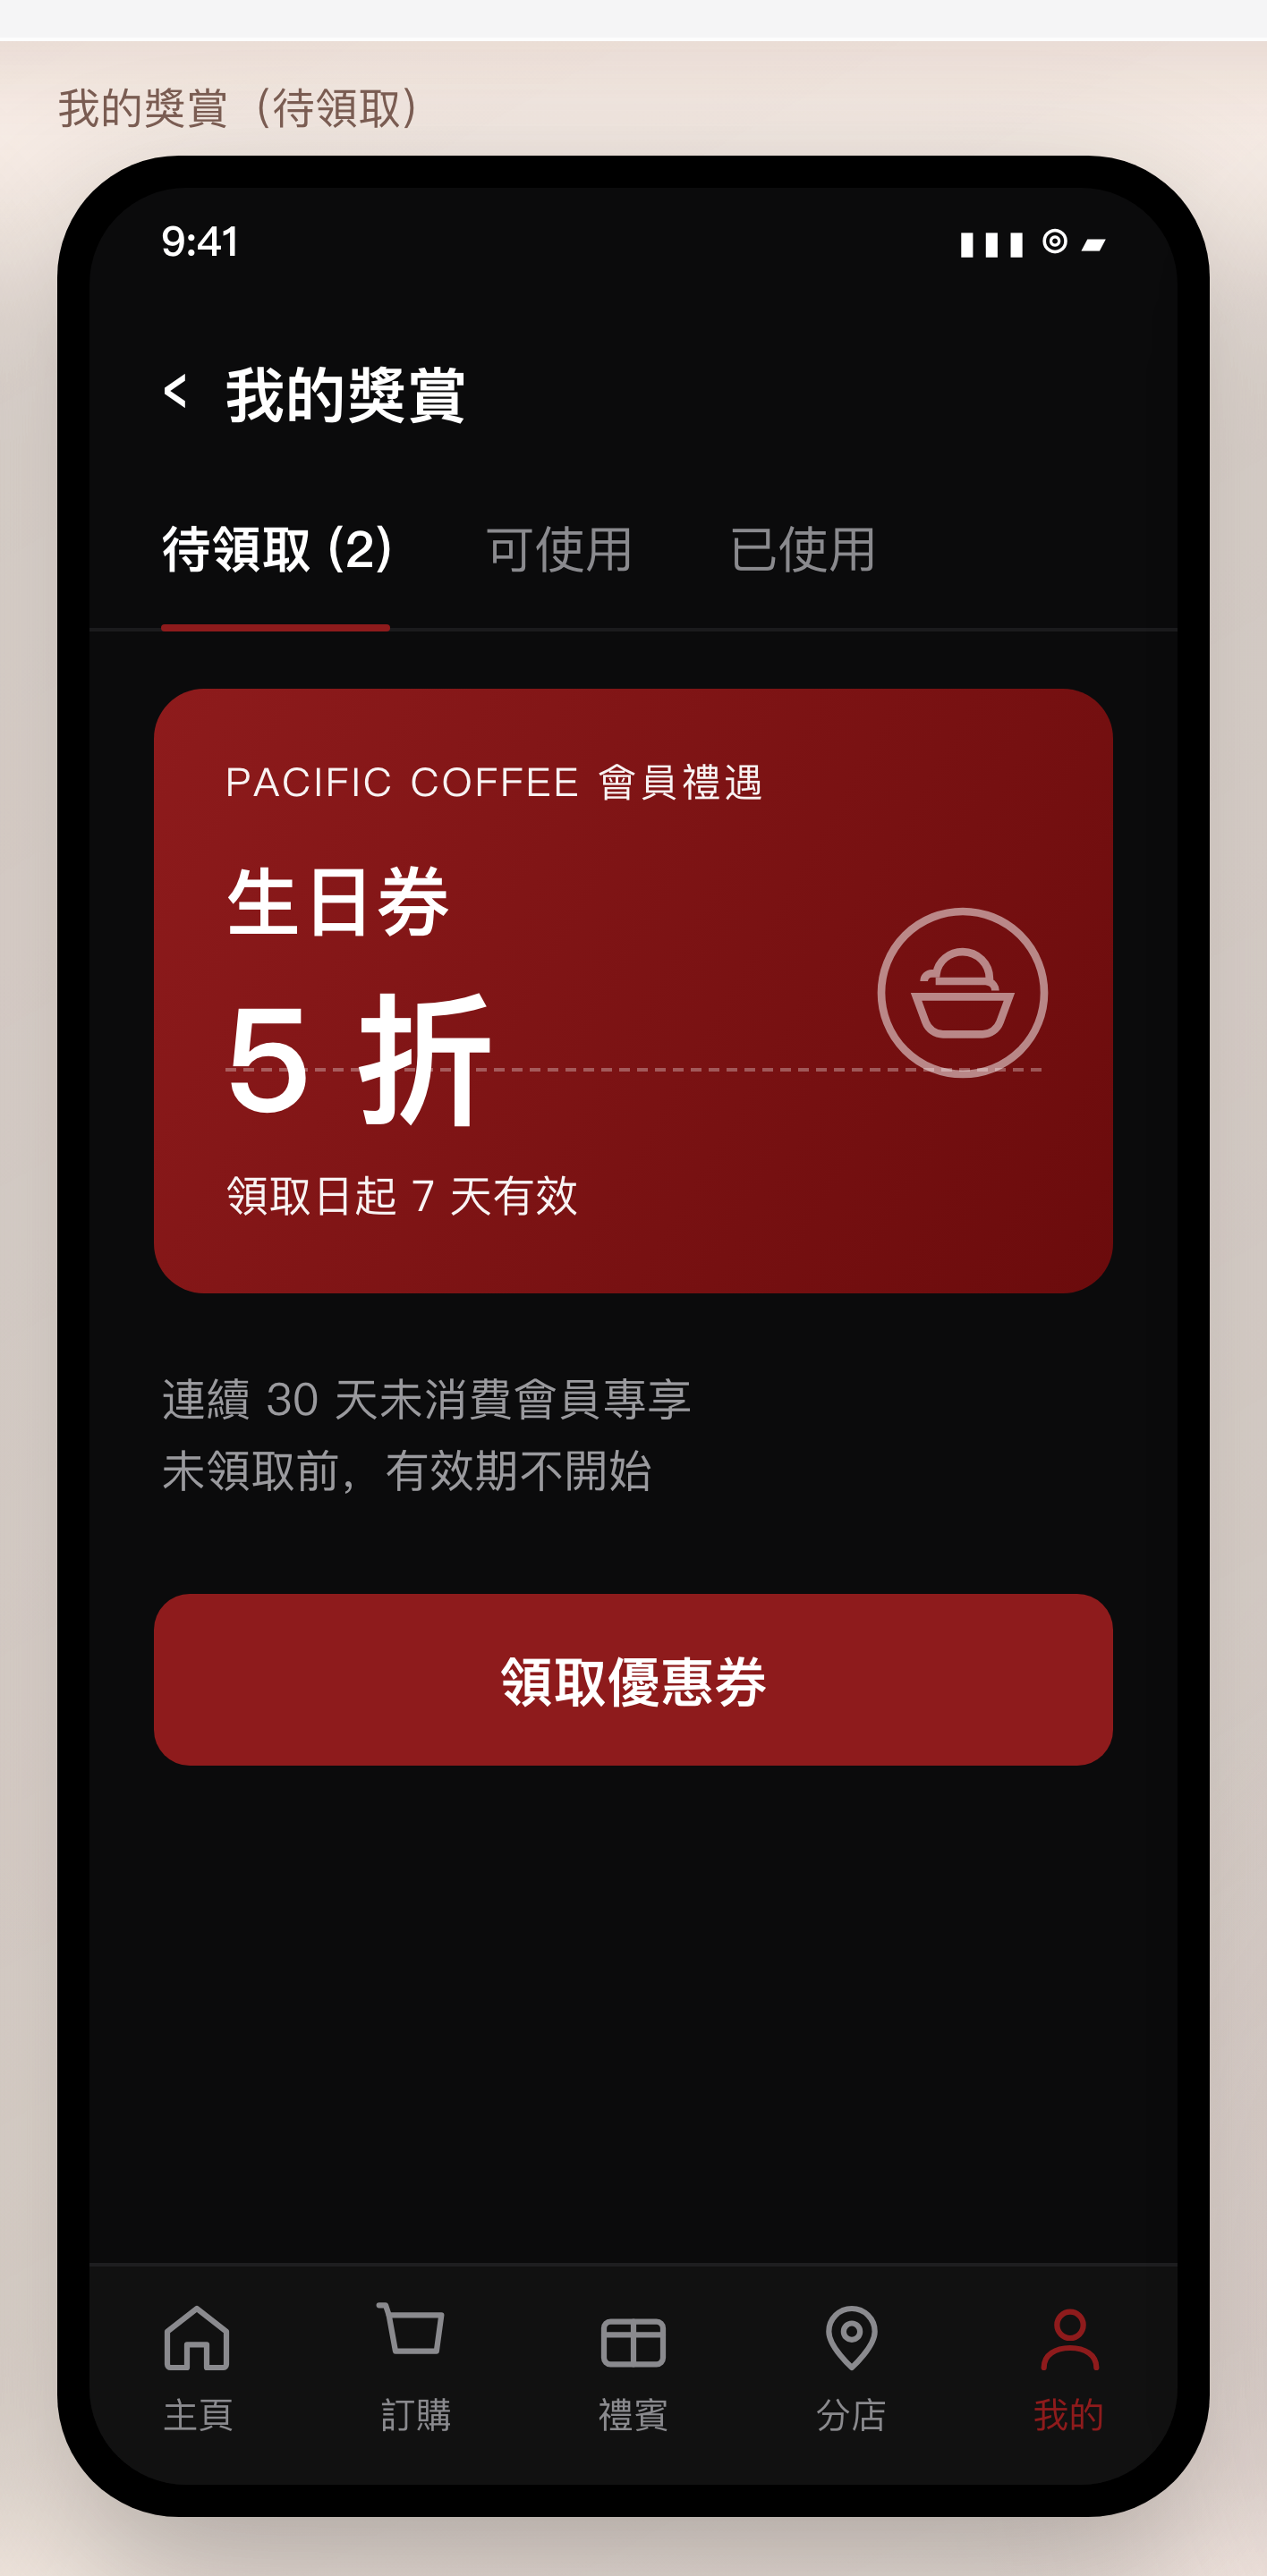 我的獎賞（待領取）
9:41
我的獎賞
待領取 (2)
可使用
已使用
PACIFIC COFFEE 會員禮遇
生日券
5 折
領取日起 7 天有效
連續 30 天未消費會員專享
未領取前，有效期不開始
領取優惠券
主頁
訂購
禮賓
分店
我的